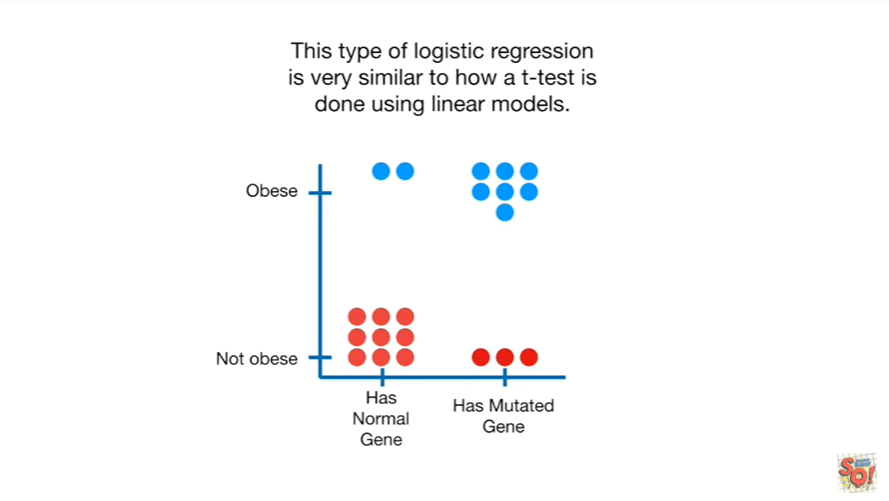 This type of logistic regression
is very similar to how a t-test is
done using linear models.
Obese
Not obese
Has
Normal
Gene
Has Mutated
Gene
SQ!